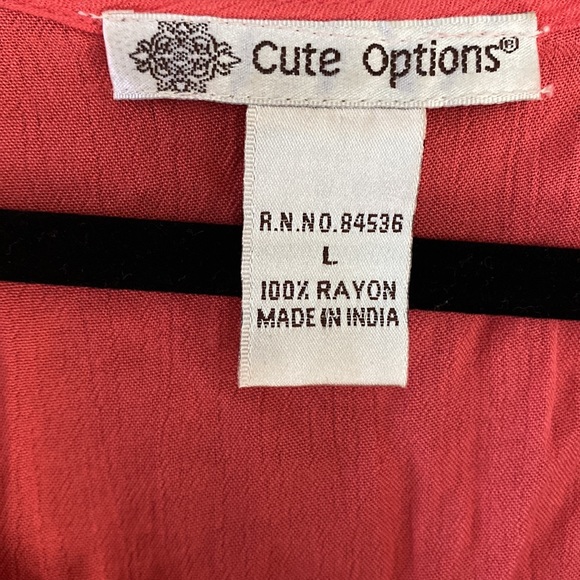 Cute Options®
R.N.NO.84536
L
100% RAYON
MADE IN INDIA